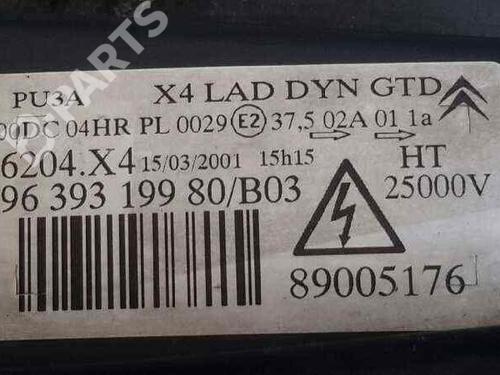 PARTS
PU3A X4 LAD DYN GTD
00DC 04HR PL 0029 E2 37,5 02A 01 1a
6204.X4 15/03/2001 15h15 HT
96 393 199 80/B03 25000V
89005176